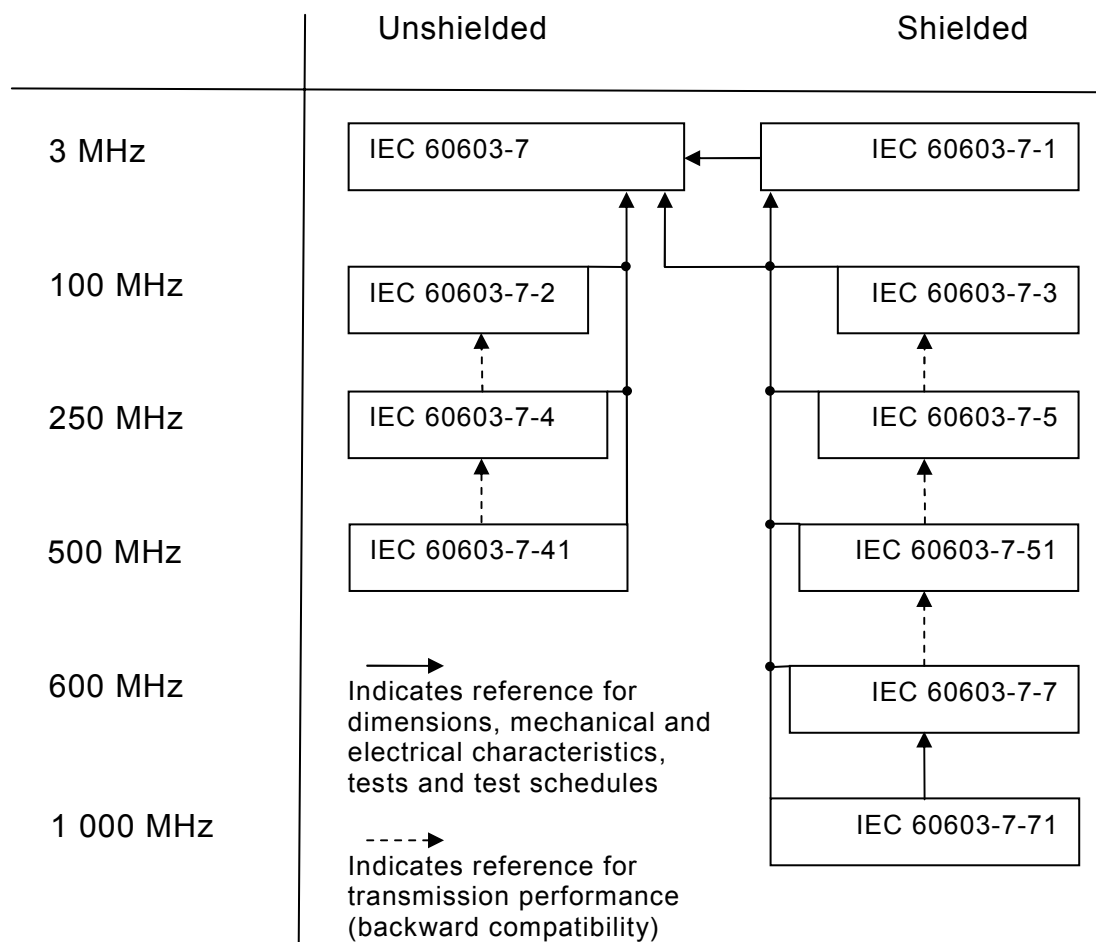 Unshielded Shielded
3 MHz IEC 60603-7 IEC 60603-7-1
100 MHz IEC 60603-7-2 IEC 60603-7-3
250 MHz IEC 60603-7-4 IEC 60603-7-5
500 MHz IEC 60603-7-41 IEC 60603-7-51
600 MHz IEC 60603-7-7
Indicates reference for
dimensions, mechanical and
electrical characteristics,
tests and test schedules
1 000 MHz IEC 60603-7-71
Indicates reference for
transmission performance
(backward compatibility)